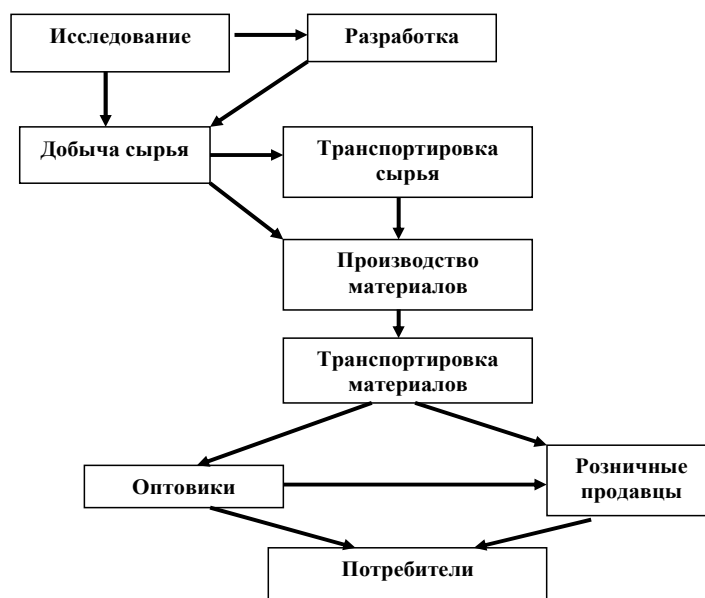 Исследование
Разработка
Добыча сырья
Транспортировка
сырья
Производство
материалов
Транспортировка
материалов
Оптовики
Розничные
продавцы
Потребители